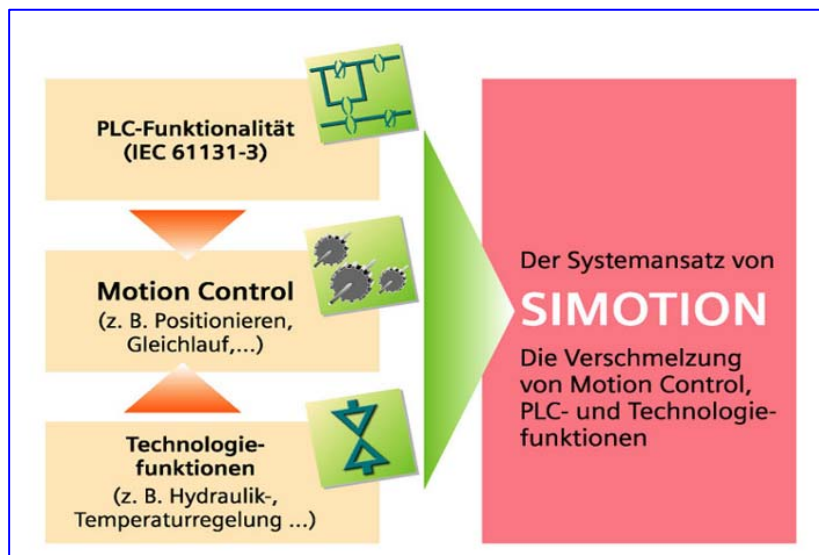 PLC-Funktionalität
(IEC 61131-3)
Motion Control
(z. B. Positionieren,
Gleichlauf,...)
Technologie-
funktionen
(z. B. Hydraulik-,
Temperaturregelung ...)
Der Systemansatz von
SIMOTION
Die Verschmelzung
von Motion Control,
PLC- und Technologie-
funktionen